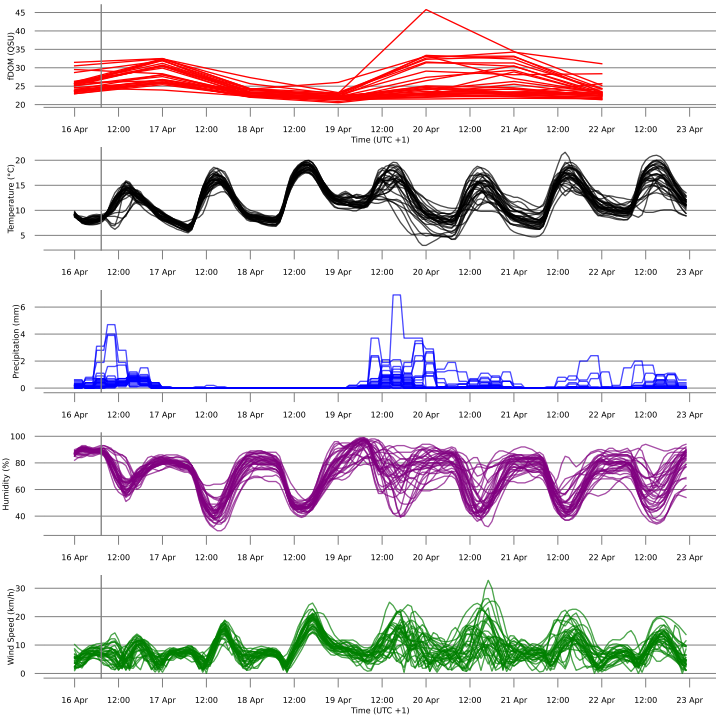 fDOM (QSU)
45
40
35
30
25
20
16 Apr 12:00 17 Apr 12:00 18 Apr 12:00 19 Apr 12:00 20 Apr 12:00 21 Apr 12:00 22 Apr 12:00 23 Apr
Time (UTC +1)
Temperature (°C)
20
15
10
5
16 Apr 12:00 17 Apr 12:00 18 Apr 12:00 19 Apr 12:00 20 Apr 12:00 21 Apr 12:00 22 Apr 12:00 23 Apr
Precipitation (mm)
6
4
2
0
16 Apr 12:00 17 Apr 12:00 18 Apr 12:00 19 Apr 12:00 20 Apr 12:00 21 Apr 12:00 22 Apr 12:00 23 Apr
Humidity (%)
100
80
60
40
16 Apr 12:00 17 Apr 12:00 18 Apr 12:00 19 Apr 12:00 20 Apr 12:00 21 Apr 12:00 22 Apr 12:00 23 Apr
Wind Speed (km/h)
30
20
10
0
16 Apr 12:00 17 Apr 12:00 18 Apr 12:00 19 Apr 12:00 20 Apr 12:00 21 Apr 12:00 22 Apr 12:00 23 Apr
Time (UTC +1)